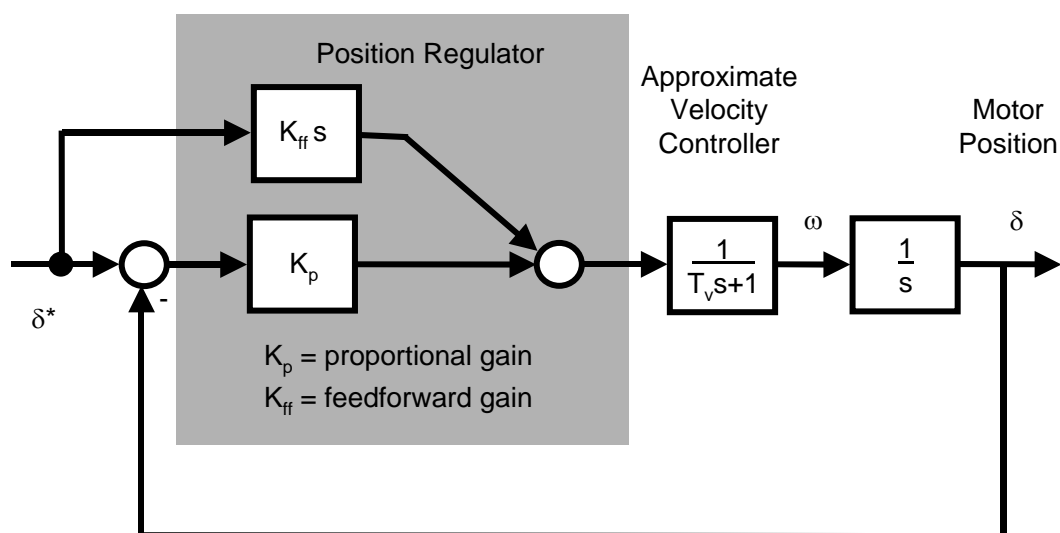 Position Regulator
K_ff s
K_p
K_p = proportional gain
K_ff = feedforward gain
Approximate
Velocity
Controller
1
T_v s+1
ω
1
s
Motor
Position
δ
δ*
-